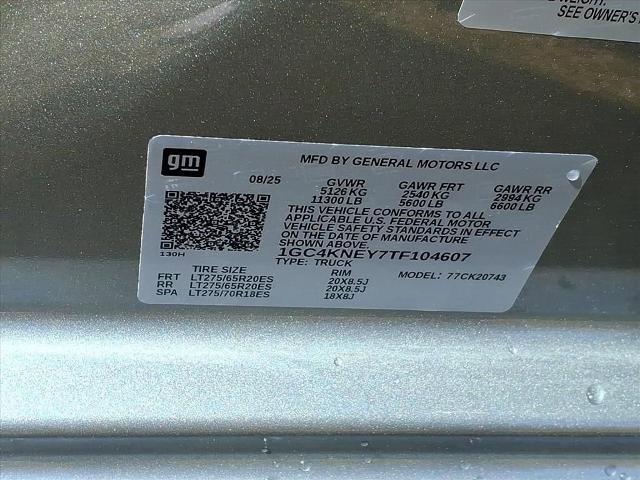 WEIGHT.
SEE OWNER'S
gm
MFD BY GENERAL MOTORS LLC
08/25 GVWR GAWR FRT GAWR RR
5126 KG 2540 KG 2994 KG
11300 LB 5600 LB 6600 LB
THIS VEHICLE CONFORMS TO ALL
APPLICABLE U.S. FEDERAL MOTOR
VEHICLE SAFETY STANDARDS IN EFFECT
ON THE DATE OF MANUFACTURE
SHOWN ABOVE.
130H 1GC4KNEY7TF104607
TYPE: TRUCK
TIRE SIZE RIM MODEL: 77CK20743
FRT LT275/65R20ES 20X8.5J
RR LT275/65R20ES 20X8.5J
SPA LT275/70R18ES 18X8J